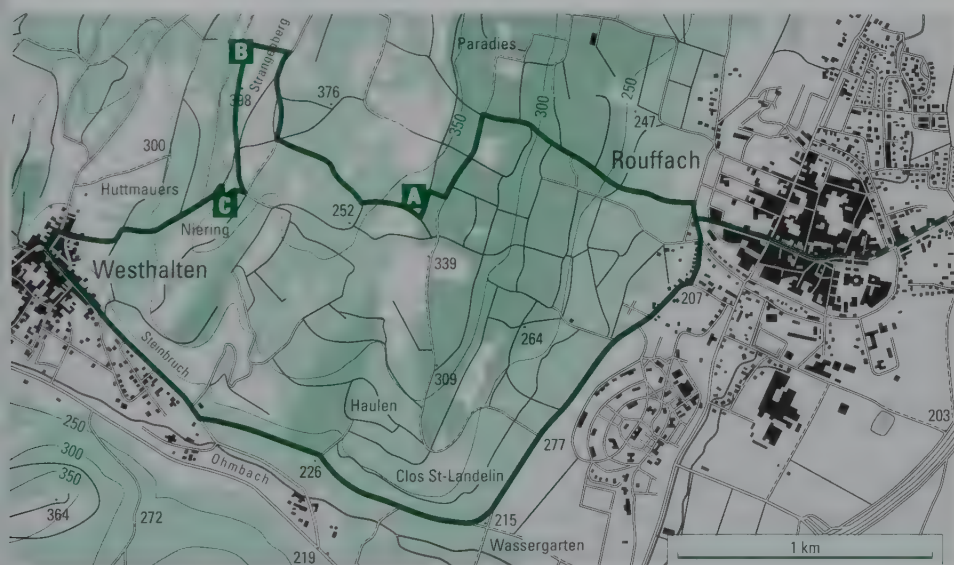 B
Strangenberg
398
376
Paradies
350
300
250
247
Rouffach
300
Huttmauers
C
Niering
252
A
Westhalten
339
207
264
Steinbruch
309
Haulen
277
203
250
300
350
364
272
Ohmbach
226
Clos St-Landelin
215
219
Wassergarten
1 km